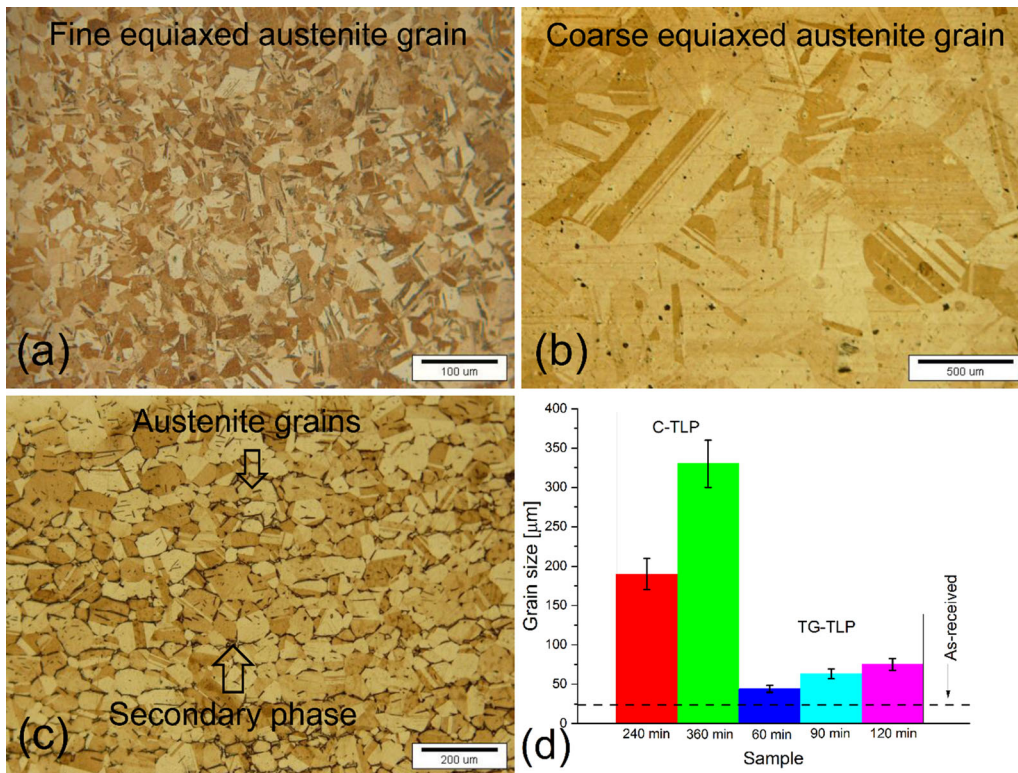 Fine equiaxed austenite grain
(a)
100 um
Coarse equiaxed austenite grain
(b)
500 um
Austenite grains
Secondary phase
(c)
200 um
400
350
300
250
200
150
100
50
0
Grain size [µm]
C-TLP
TG-TLP
As-received
240 min 360 min 60 min 90 min 120 min
Sample
(d)